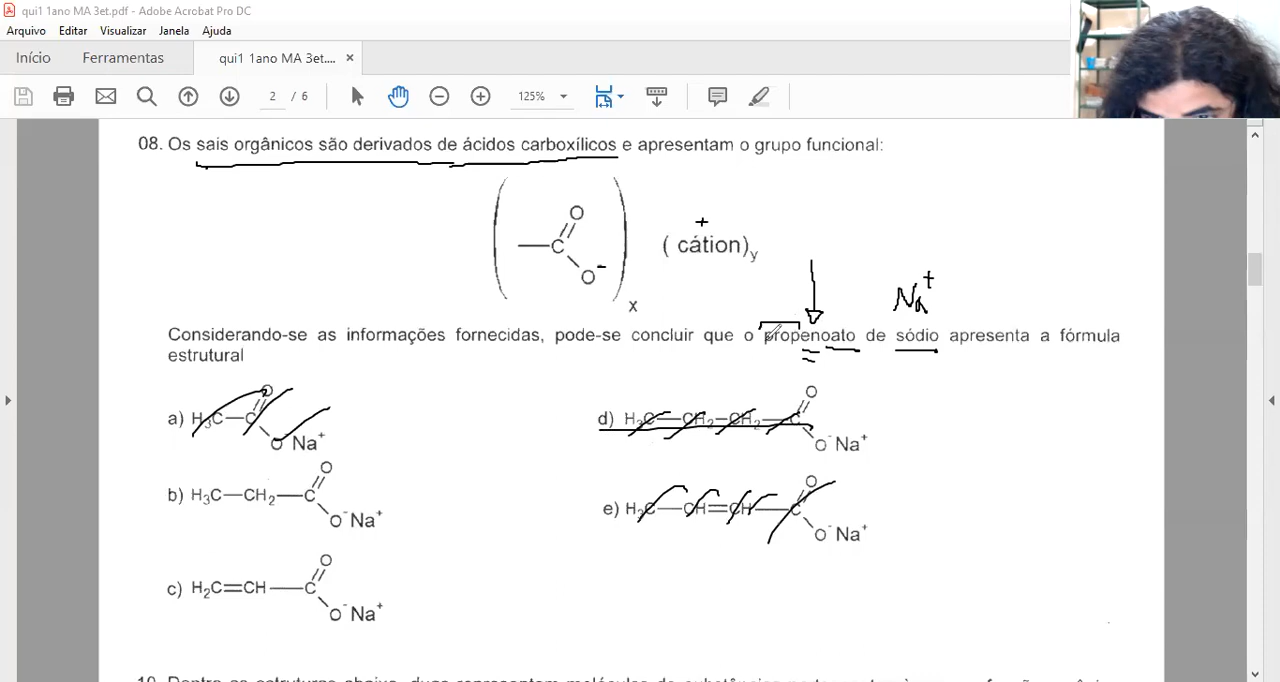 qui1 1ano MA 3et.pdf - Adobe Acrobat Pro DC
Arquivo Editar Visualizar Janela Ajuda
Início Ferramentas qui1 1ano MA 3et.... ×
2 / 6 125%
08. Os sais orgânicos são derivados de ácidos carboxílicos e apresentam o grupo funcional:
O
C
O-
x
+
( cátion)y
Na+
Considerando-se as informações fornecidas, pode-se concluir que o propenoato de sódio apresenta a fórmula
estrutural
a) H3C—C O O Na+
b) H3C—CH2—C O O- Na+
c) H2C=CH—C O O- Na+
d) H3C—CH2—CH2—C O O- Na+
e) H3C—CH=CH—C O O- Na+